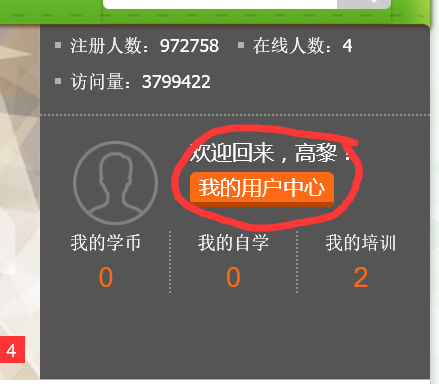 注册人数：972758 在线人数：4
访问量：3799422
欢迎回来，高黎！
我的用户中心
我的学币 我的自学 我的培训
0 0 2
4